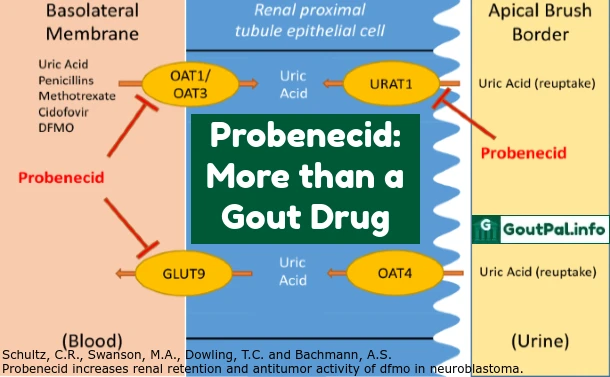 Basolateral
Membrane
Renal proximal
tubule epithelial cell
Apical Brush
Border
Uric Acid
Penicillins
Methotrexate
Cidofovir
DFMO
OAT1/
OAT3
Uric
Acid
URAT1
Uric Acid (reuptake)
Probenecid
Probenecid
Probenecid:
More than a
Gout Drug
G
GoutPal.info
GLUT9
Uric
Acid
OAT4
Uric Acid (reuptake)
(Blood)
(Urine)
Schultz, C.R., Swanson, M.A., Dowling, T.C. and Bachmann, A.S.
Probenecid increases renal retention and antitumor activity of dfmo in neuroblastoma.